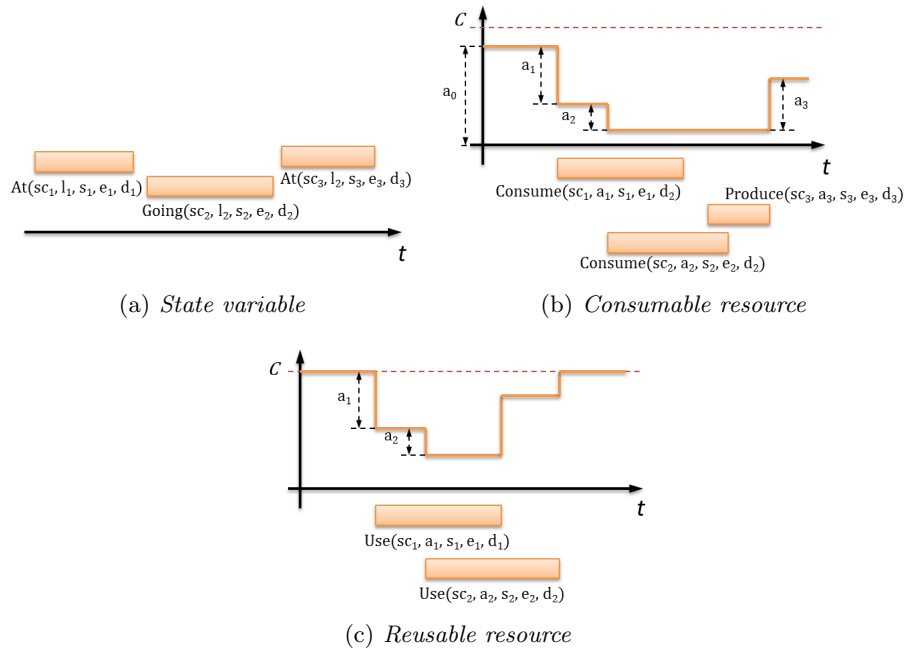 C
a₁
a₀
a₂
a₃
t
At(sc₁, l₁, s₁, e₁, d₁)
At(sc₃, l₂, s₃, e₃, d₃)
Going(sc₂, l₂, s₂, e₂, d₂)
t
Consume(sc₁, a₁, s₁, e₁, d₂)
Produce(sc₃, a₃, s₃, e₃, d₃)
Consume(sc₂, a₂, s₂, e₂, d₂)
(a) State variable
(b) Consumable resource
C
a₁
a₂
t
Use(sc₁, a₁, s₁, e₁, d₁)
Use(sc₂, a₂, s₂, e₂, d₂)
(c) Reusable resource